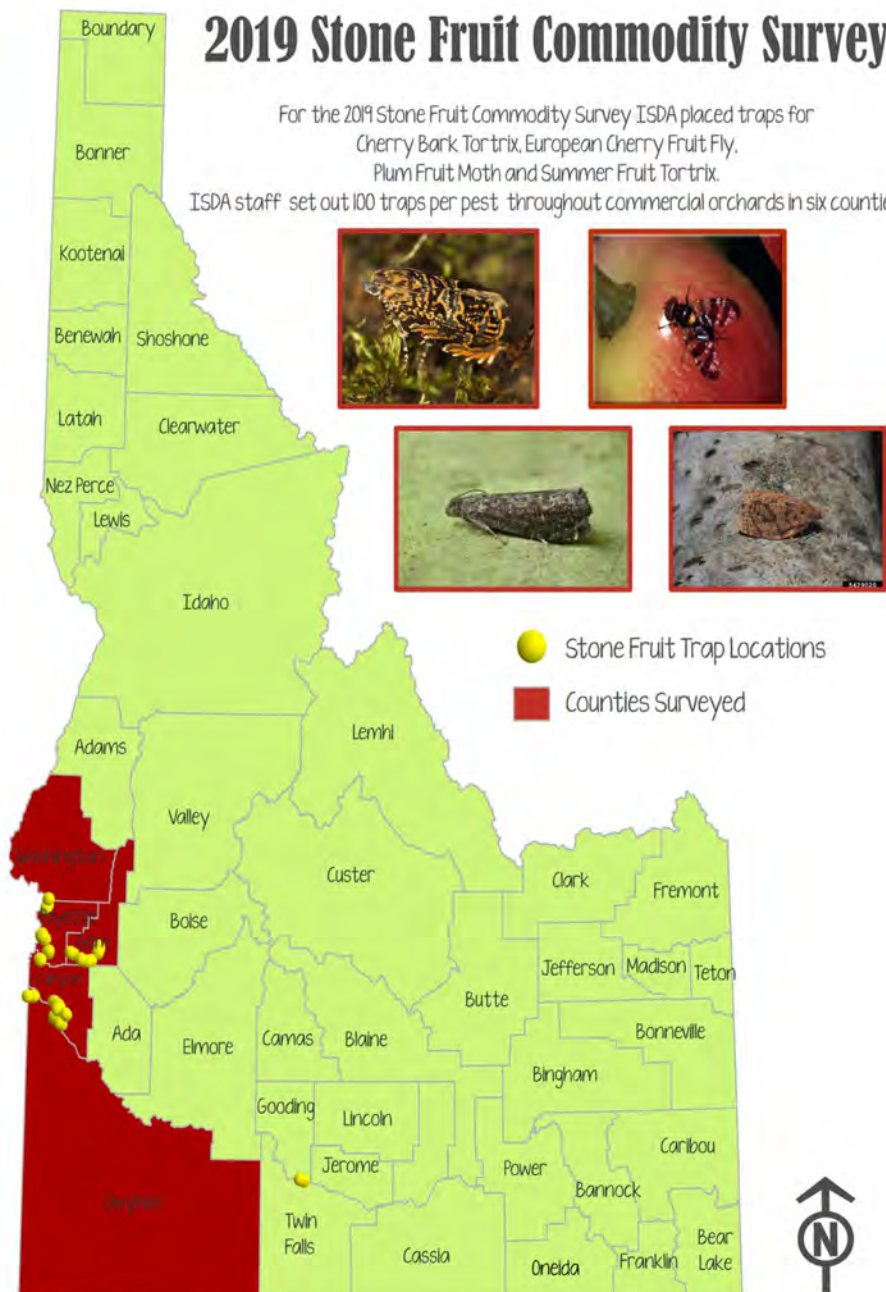 2019 Stone Fruit Commodity Survey
For the 2019 Stone Fruit Commodity Survey ISDA placed traps for
Cherry Bark Tortrix, European Cherry Fruit Fly,
Plum Fruit Moth and Summer Fruit Tortrix.
ISDA staff set out 100 traps per pest throughout commercial orchards in six countie
Boundary
Bonner
Kootenai
Benewah
Shoshone
Latah
Clearwater
Nez Perce
Lewis
Idaho
Stone Fruit Trap Locations
Counties Surveyed
Adams
Lemhi
Valley
Washington
Custer
Clark
Fremont
Boise
Jefferson
Madison
Teton
Canyon
Butte
Ada
Elmore
Camas
Blaine
Bonneville
Bingham
Gooding
Lincoln
Jerome
Power
Caribou
Bannock
Owyhee
Twin
Falls
Cassia
Oneida
Franklin
Bear
Lake
N